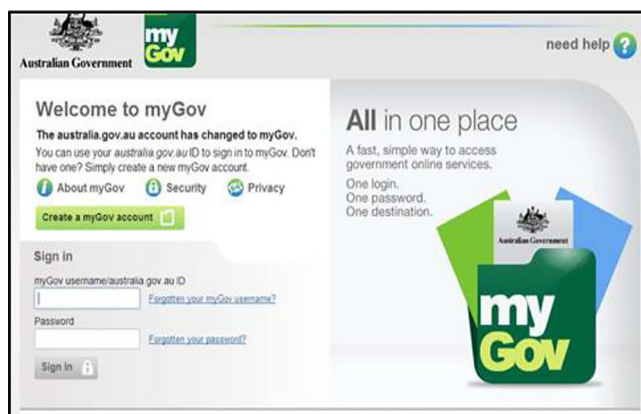 Australian Government
my
Gov
need help ?
Welcome to myGov
The australia.gov.au account has changed to myGov.
You can use your australia.gov.au ID to sign in to myGov. Don't
have one? Simply create a new myGov account.
i About myGov Security Privacy
Create a myGov account
Sign in
myGov username/australia.gov.au ID
Forgotten your myGov username?
Password
Forgotten your password?
Sign In
All in one place
A fast, simple way to access
government online services.
One login.
One password.
One destination.
Australian Government
my
Gov